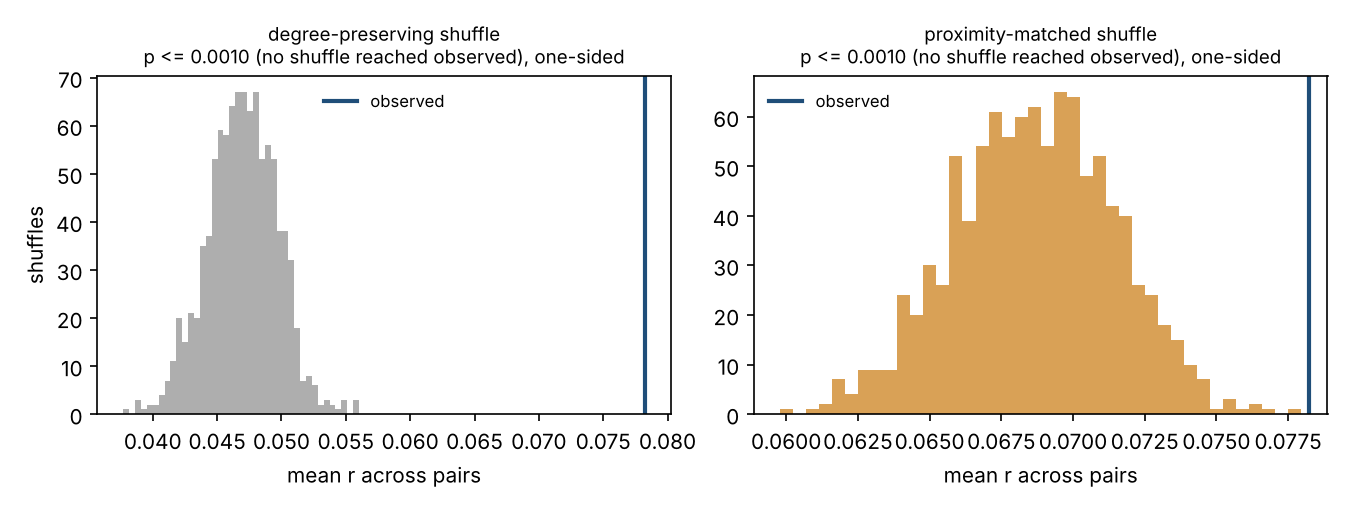 degree-preserving shuffle
p <= 0.0010 (no shuffle reached observed), one-sided
observed
shuffles
70
60
50
40
30
20
10
0
0.040 0.045 0.050 0.055 0.060 0.065 0.070 0.075 0.080
mean r across pairs
proximity-matched shuffle
p <= 0.0010 (no shuffle reached observed), one-sided
observed
60
50
40
30
20
10
0
0.0600 0.0625 0.0650 0.0675 0.0700 0.0725 0.0750 0.0775
mean r across pairs